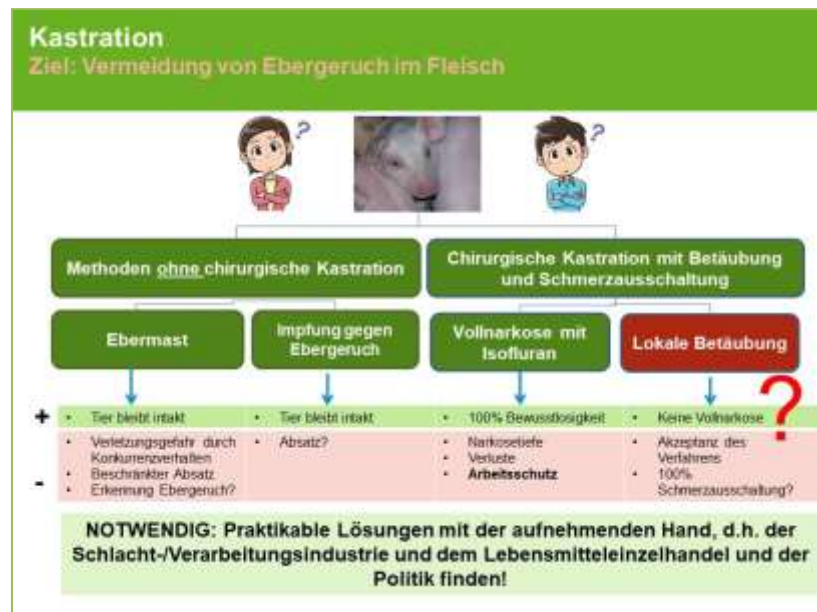 Kastration
Ziel: Vermeidung von Ebergeruch im Fleisch
? ?
Methoden ohne chirurgische Kastration
Chirurgische Kastration mit Betäubung
und Schmerzausschaltung
Ebermast
Impfung gegen
Ebergeruch
Vollnarkose mit
Isofluran
Lokale Betäubung
?
+
• Tier bleibt intakt
• Tier bleibt intakt
• 100% Bewusstlosigkeit
• Keine Vollnarkose
-
• Verletzungsgefahr durch
Konkurrenzverhalten
• Beschränkter Absatz
• Erkennung Ebergeruch?
• Absatz?
• Narkosetiefe
• Verluste
• Arbeitsschutz
• Akzeptanz des
Verfahrens
• 100%
Schmerzausschaltung?
NOTWENDIG: Praktikable Lösungen mit der aufnehmenden Hand, d.h. der
Schlacht-/Verarbeitungsindustrie und dem Lebensmitteleinzelhandel und der
Politik finden!